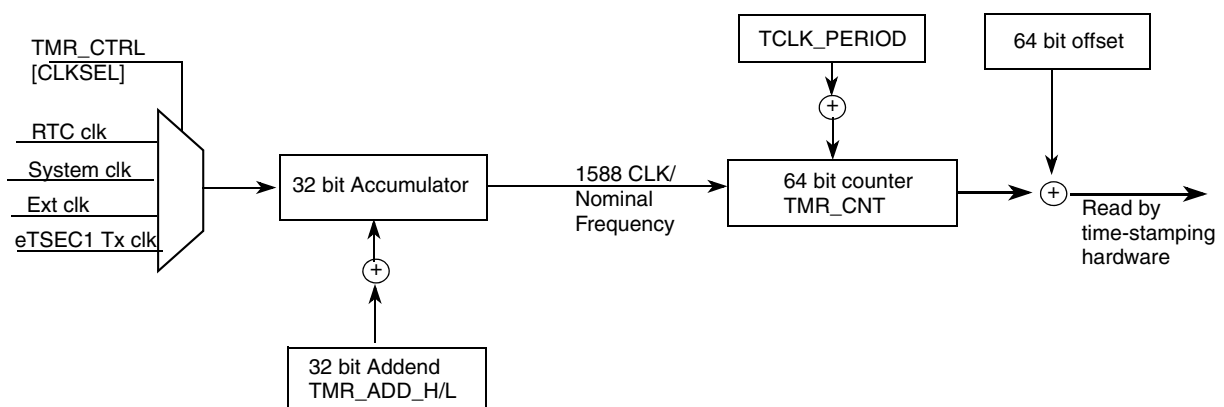 TMR_CTRL
[CLKSEL]
RTC clk
System clk
Ext clk
eTSEC1 Tx clk
32 bit Accumulator
+
32 bit Addend
TMR_ADD_H/L
1588 CLK/
Nominal
Frequency
TCLK_PERIOD
+
64 bit counter
TMR_CNT
64 bit offset
+
Read by
time-stamping
hardware